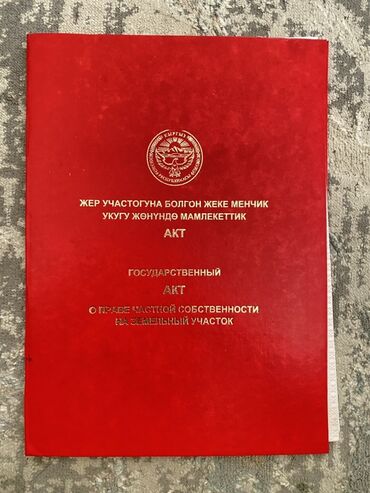 ЖЕР УЧАСТОГУНА БОЛГОН ЖЕКЕ МЕНЧИК
УКУГУ ЖӨНҮНДӨ МАМЛЕКЕТТИК
АКТ
ГОСУДАРСТВЕННЫЙ
АКТ
О ПРАВЕ ЧАСТНОЙ СОБСТВЕННОСТИ
НА ЗЕМЕЛЬНЫЙ УЧАСТОК